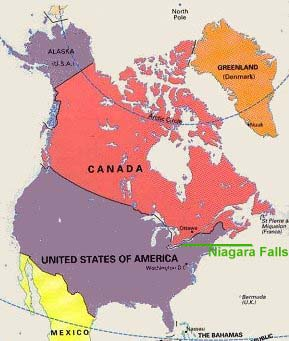 North
Pole
ALASKA
(U.S.A.)
GREENLAND
(Denmark)
Nuuk
Arctic Circle
CANADA
St Pierre &
Miquelon
(France)
Ottawa
Niagara Falls
UNITED STATES OF AMERICA
Washington D.C.
Bermuda
(U.K.)
MEXICO
Nassau
THE BAHAMAS